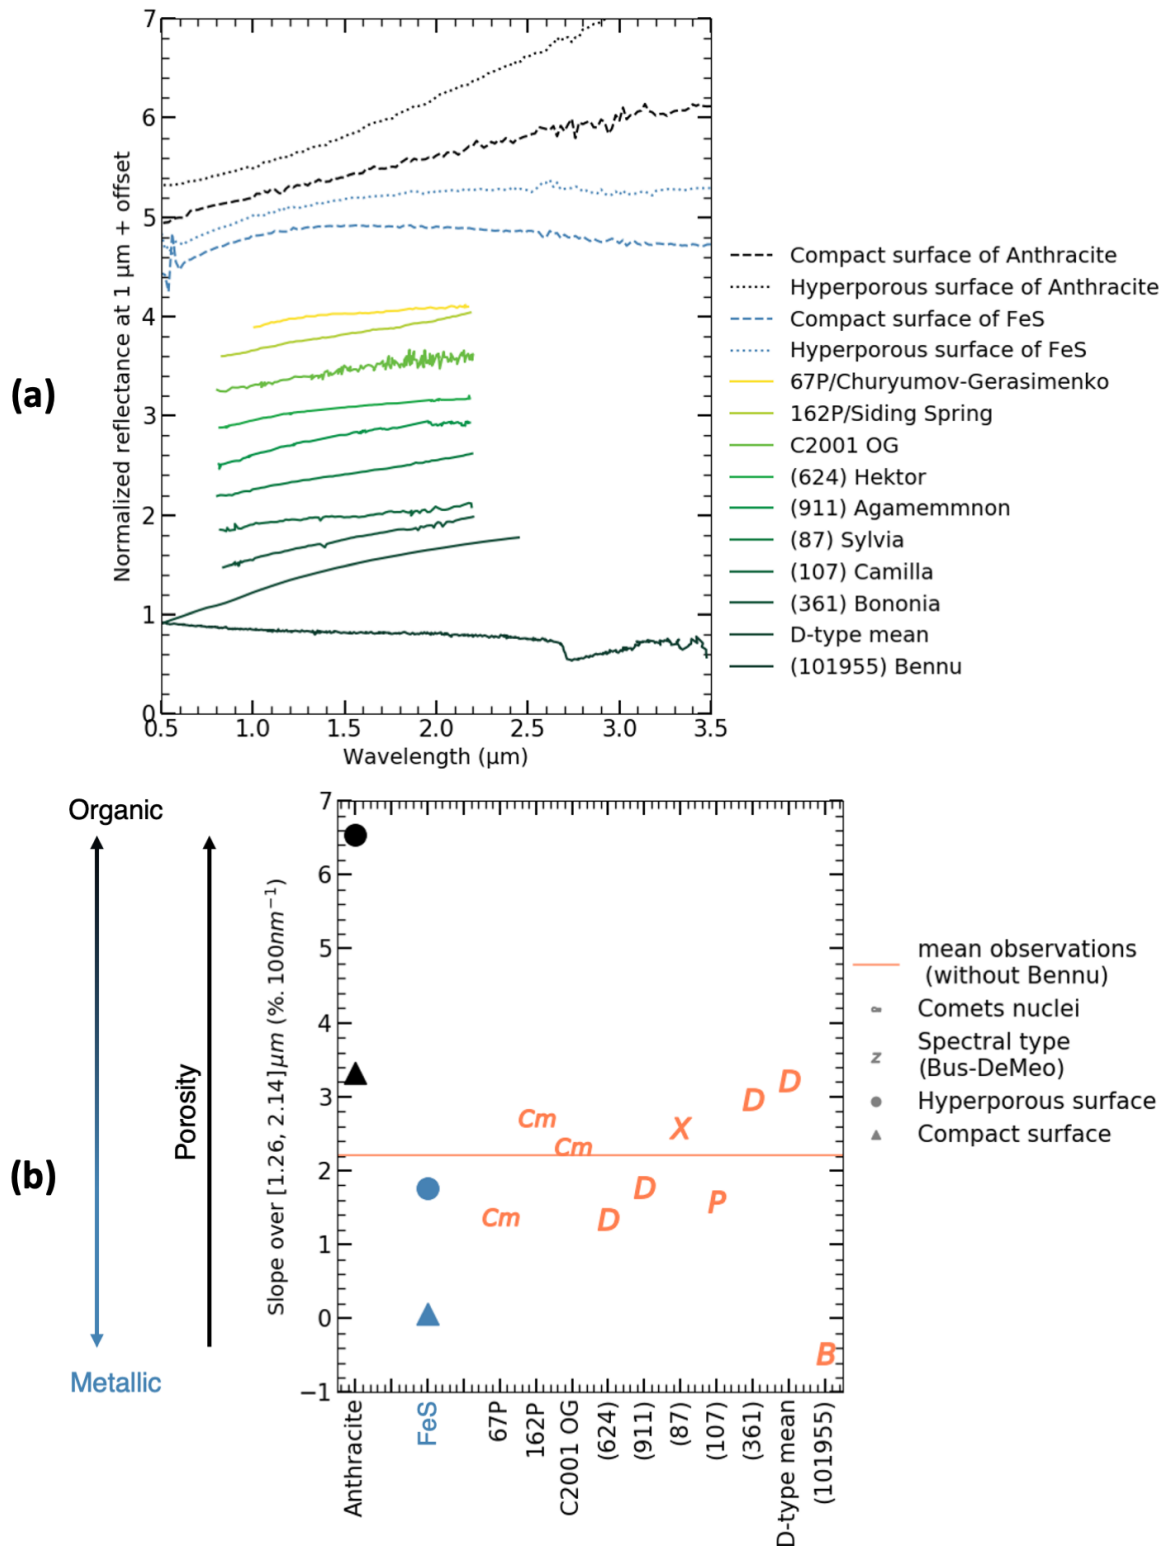 (a)
Normalized reflectance at 1 μm + offset
7
6
5
4
3
2
1
0
0.5 1.0 1.5 2.0 2.5 3.0 3.5
Wavelength (μm)
Compact surface of Anthracite
Hyperporous surface of Anthracite
Compact surface of FeS
Hyperporous surface of FeS
67P/Churyumov-Gerasimenko
162P/Siding Spring
C2001 OG
(624) Hektor
(911) Agamemmnon
(87) Sylvia
(107) Camilla
(361) Bononia
D-type mean
(101955) Bennu
(b)
Organic
Metallic
Porosity
Slope over [1.26, 2.14]μm (%. 100nm⁻¹)
7
6
5
4
3
2
1
0
−1
Cm
Cm
Cm
D
D
X
P
D
D
B
Anthracite
FeS
67P
162P
C2001 OG
(624)
(911)
(87)
(107)
(361)
D-type mean
(101955)
mean observations
(without Bennu)
Comets nuclei
z
Spectral type
(Bus-DeMeo)
Hyperporous surface
Compact surface